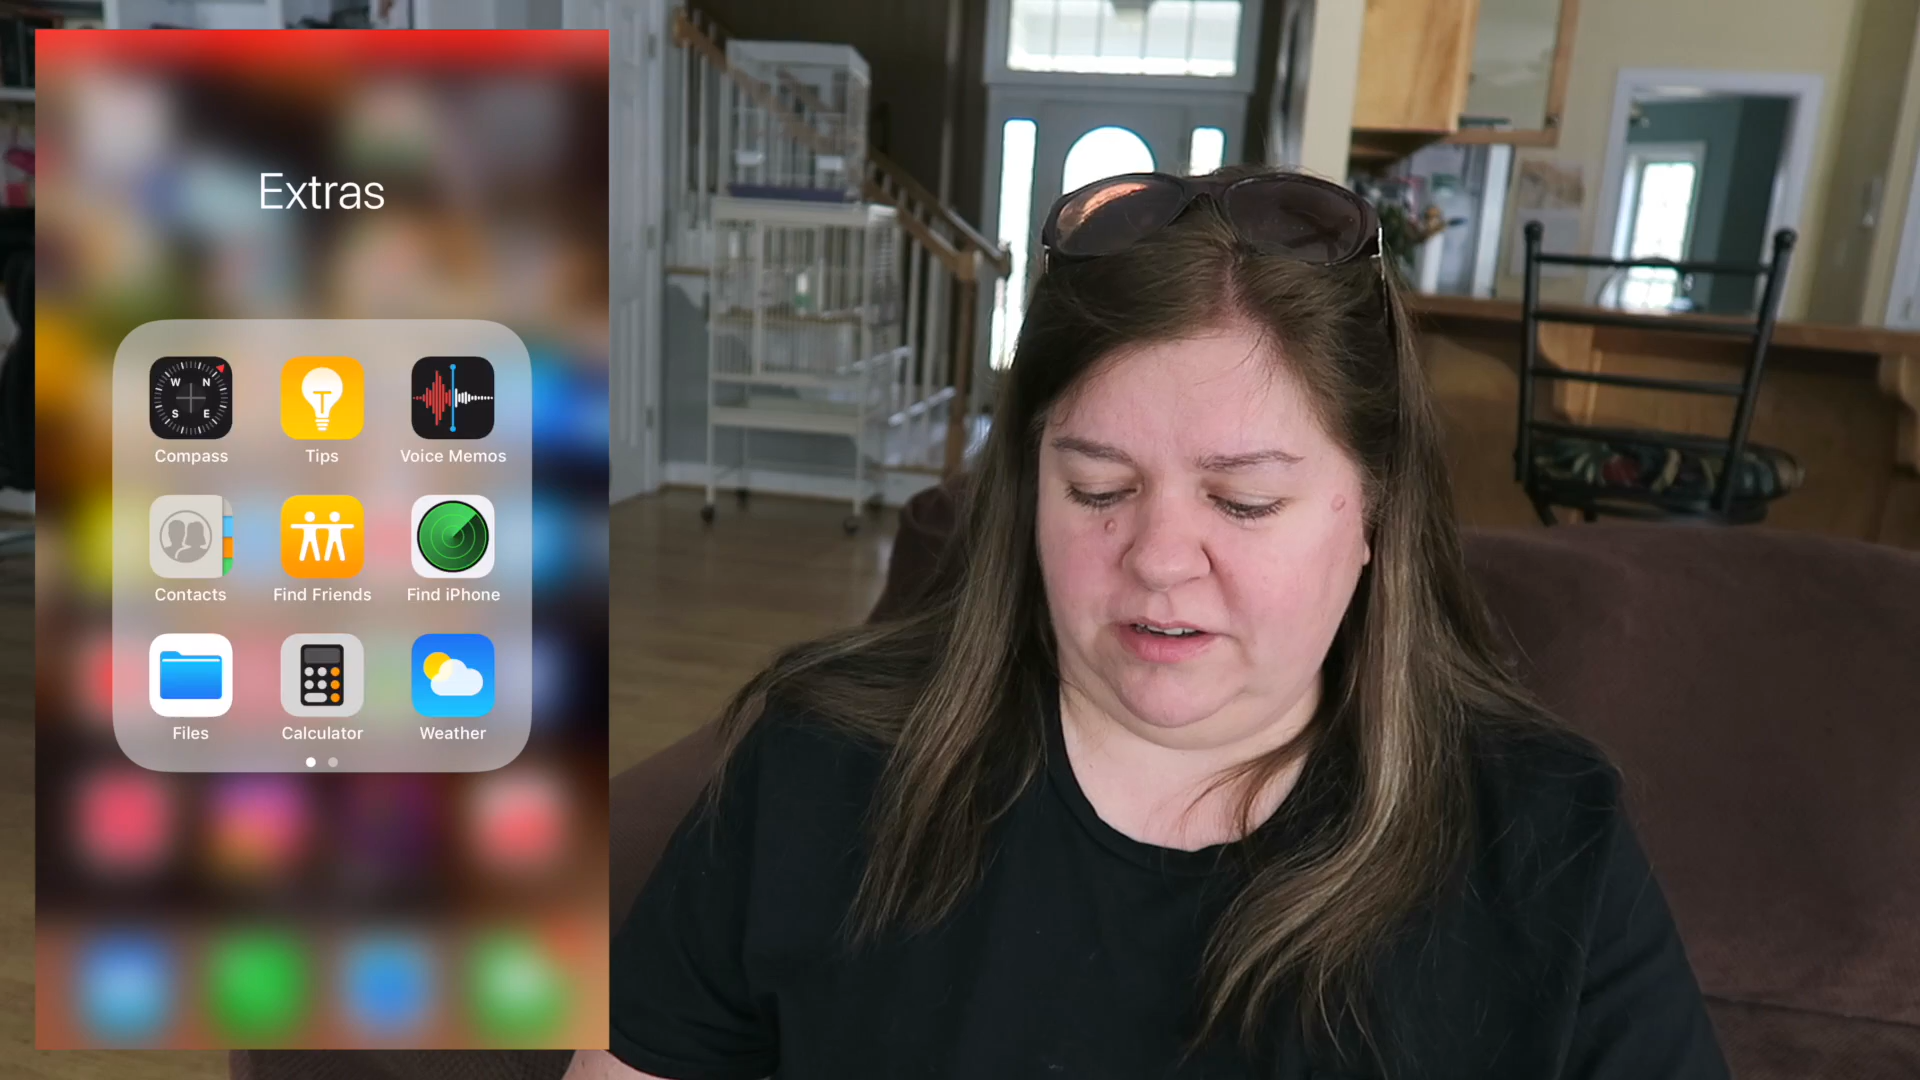 Extras
W N
S E
Compass Tips Voice Memos
Contacts Find Friends Find iPhone
Files Calculator Weather